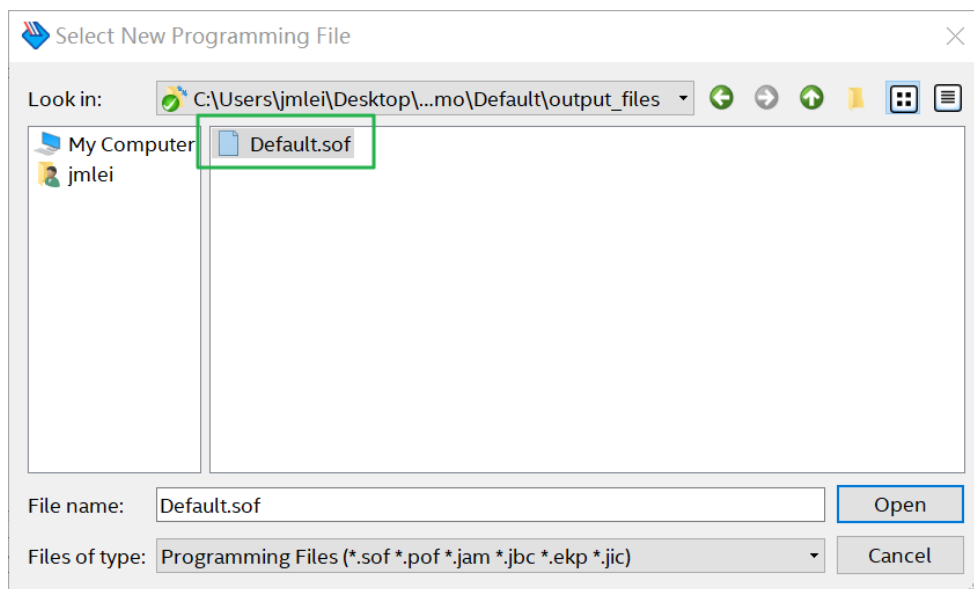 Select New Programming File
Look in: C:\Users\jmlei\Desktop\...mo\Default\output_files
My Computer
Default.sof
jmlei
File name: Default.sof Open
Files of type: Programming Files (*.sof *.pof *.jam *.jbc *.ekp *.jic) Cancel